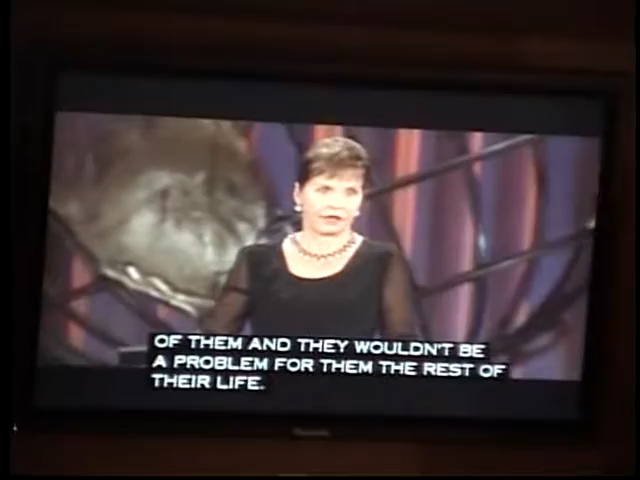 OF THEM AND THEY WOULDN'T BE
A PROBLEM FOR THEM THE REST OF
THEIR LIFE.